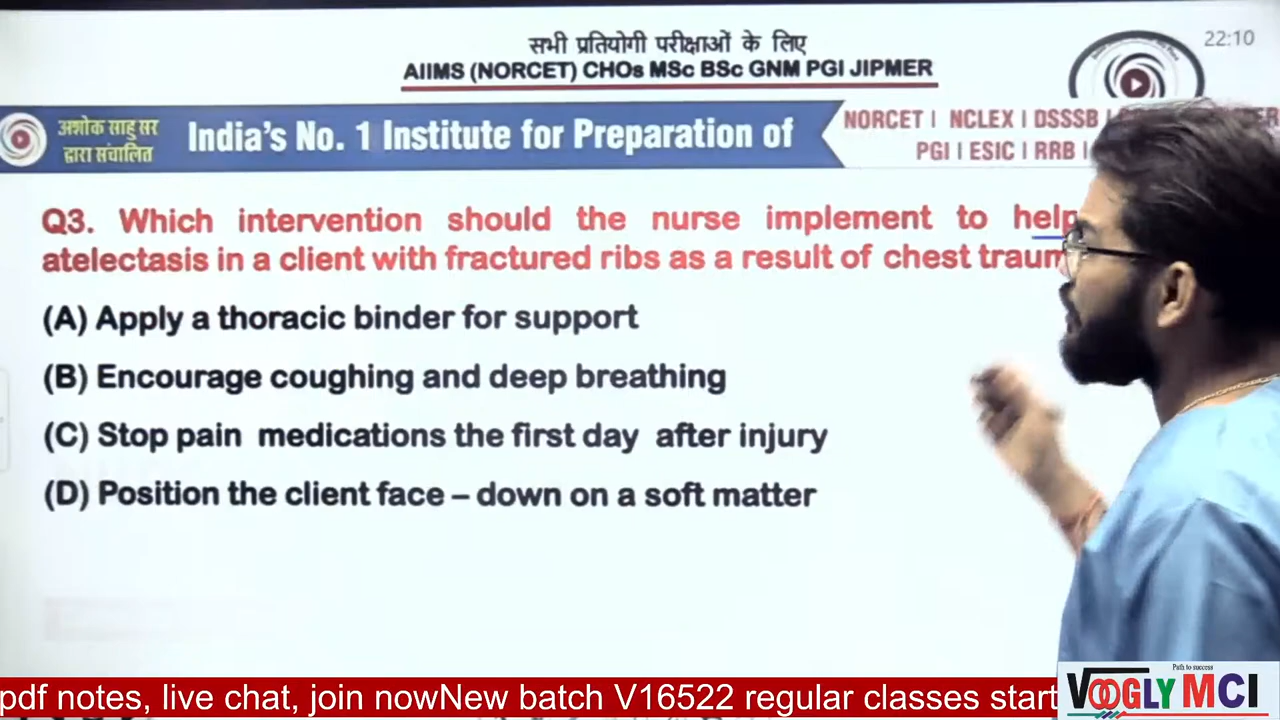 सभी प्रतियोगी परीक्षाओं के लिए
22:10
AIIMS (NORCET) CHOs MSc BSc GNM PGI JIPMER
अशोक साहु सर
द्वारा संचालित
India's No. 1 Institute for Preparation of
NORCET I NCLEX I DSSSB
PGI I ESIC I RRB I
Q3. Which intervention should the nurse implement to help
atelectasis in a client with fractured ribs as a result of chest
(A) Apply a thoracic binder for support
(B) Encourage coughing and deep breathing
(C) Stop pain medications the first day after injury
(D) Position the client face – down on a soft matter
pdf notes, live chat, join nowNew batch V16522 regular classes start
Path to success
VOOGLY MCI